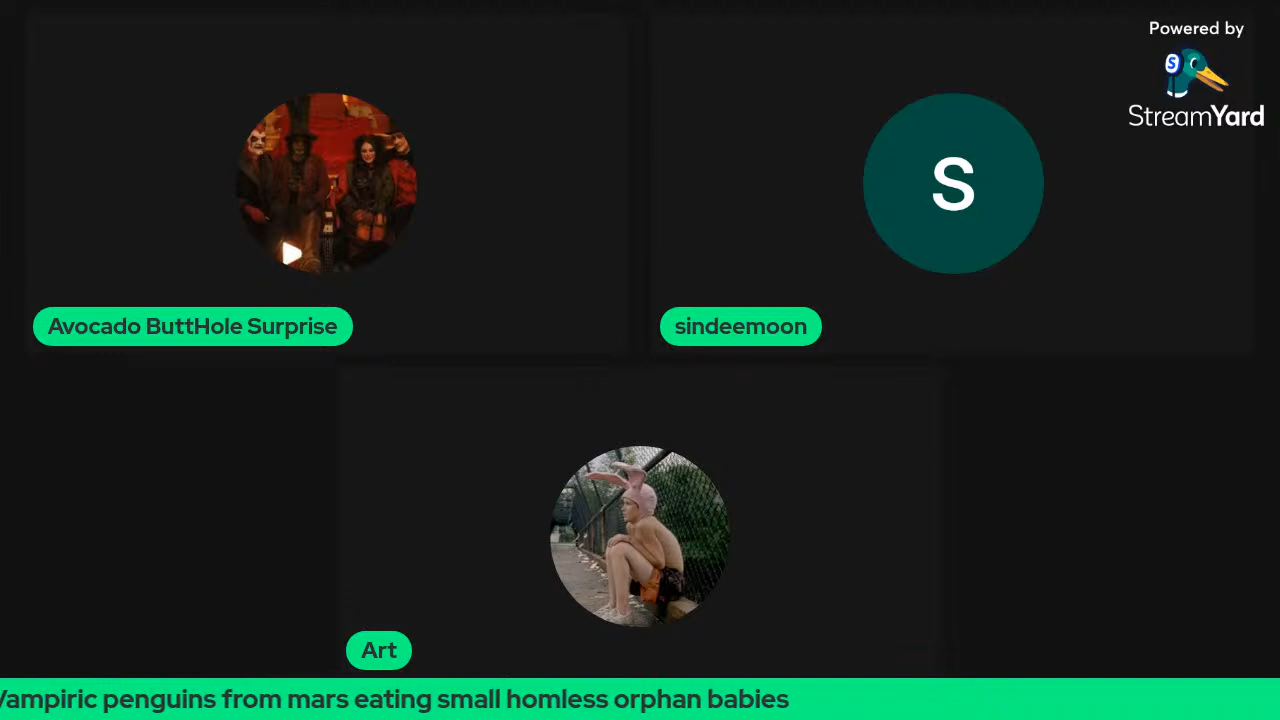 Powered by
S
StreamYard
S
Avocado ButtHole Surprise
sindeemoon
Art
Vampiric penguins from mars eating small homless orphan babies